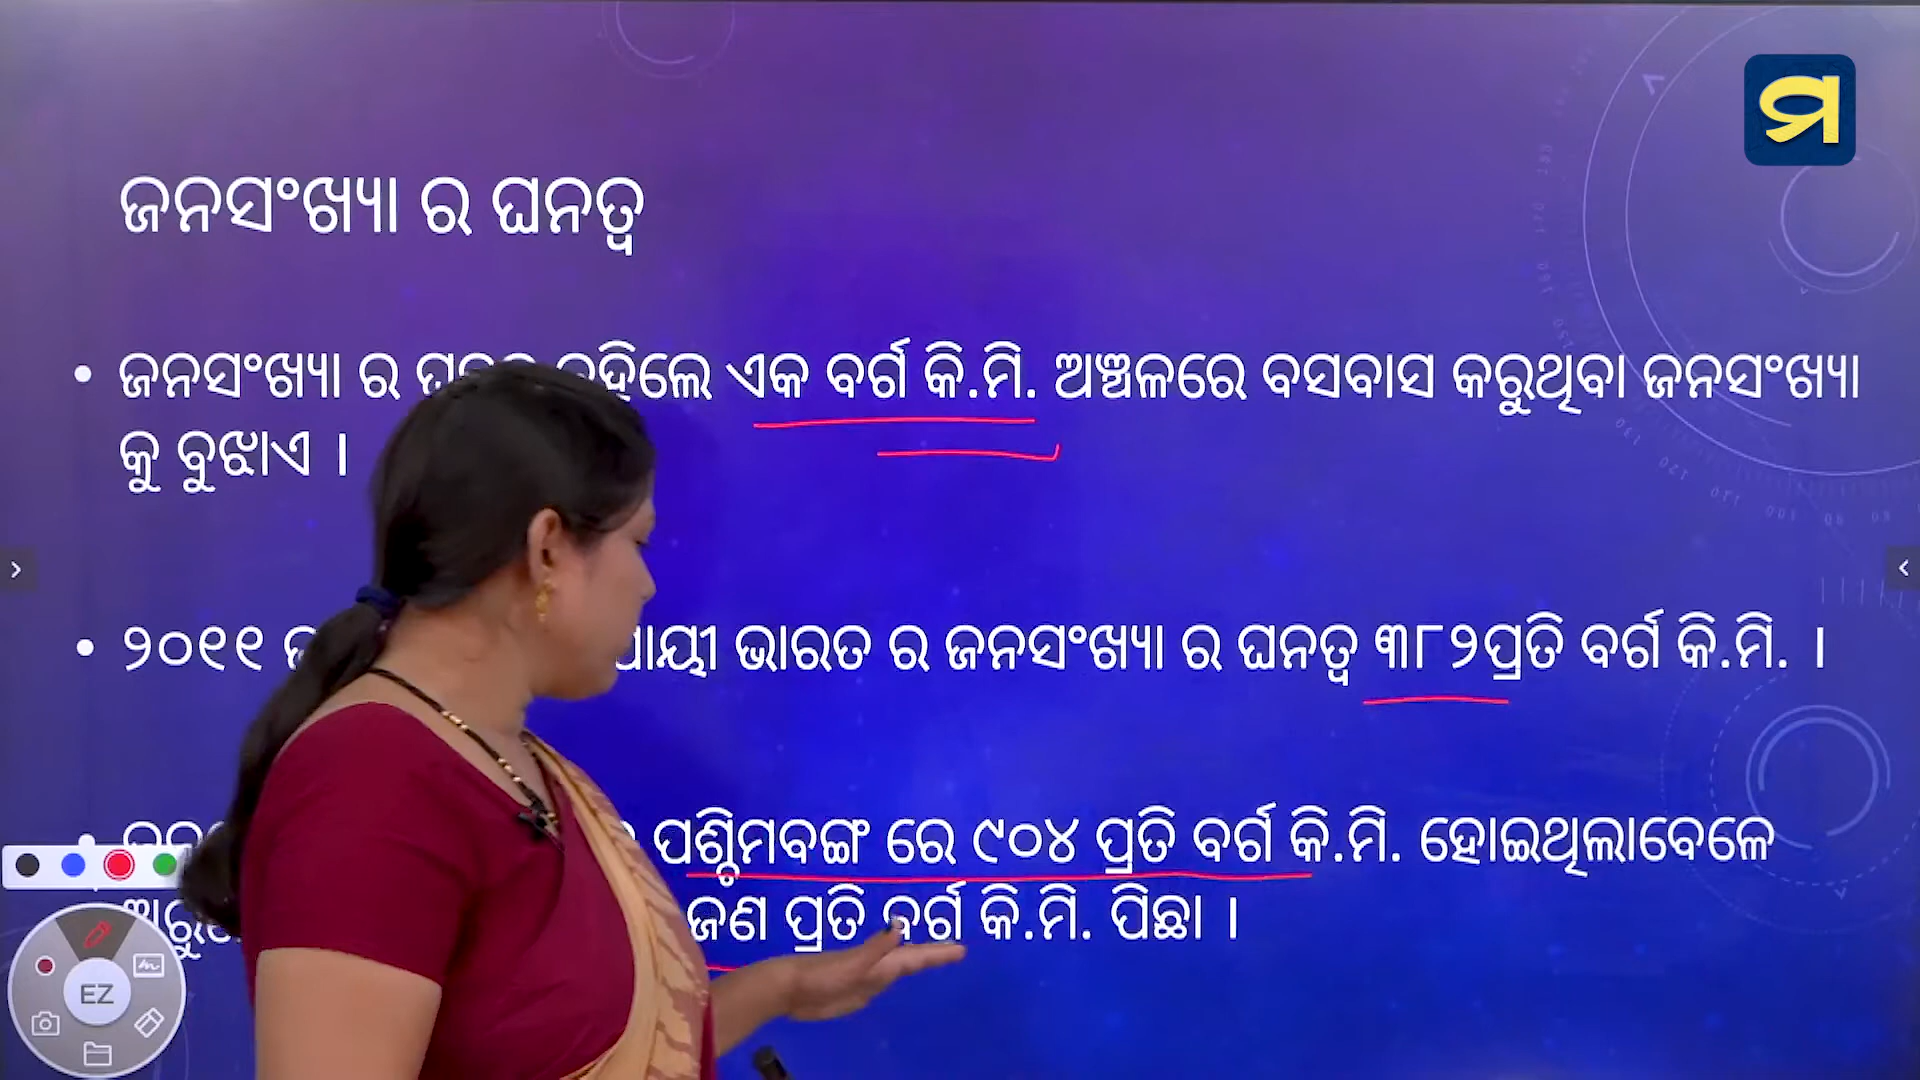 ମ
ଜନସଂଖ୍ୟା ର ଘନତ୍ଵ
• ଜନସଂଖ୍ୟା ର ଏକ ବର୍ଗ କି.ମି. ଅଞ୍ଚଳରେ ବସବାସ କରୁଥିବା ଜନସଂଖ୍ୟା
କୁ ବୁଝାଏ ।
• ୨୦୧୧ ଭାରତ ର ଜନସଂଖ୍ୟା ର ଘନତ୍ଵ ୩୮୨ପ୍ରତି ବର୍ଗ କି.ମି. ।
• ପଶ୍ଚିମବଙ୍ଗ ରେ ୯୦୪ ପ୍ରତି ବର୍ଗ କି.ମି. ହୋଇଥିଲାବେଳେ
ଜଣ ପ୍ରତି ବର୍ଗ କି.ମି. ପିଛା ।
EZ